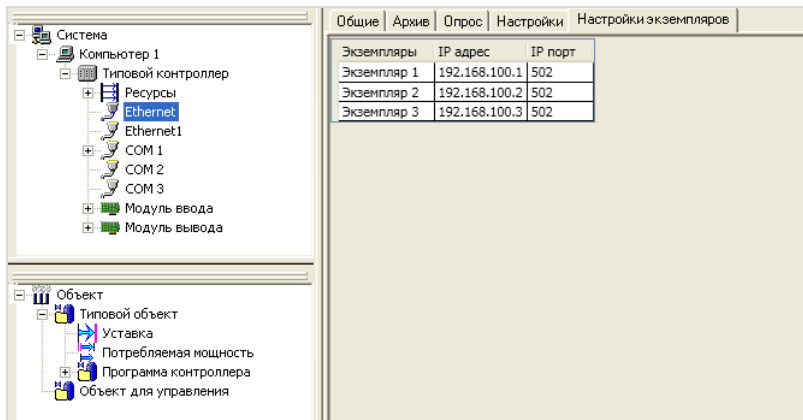 Система
Компьютер 1
Типовой контроллер
Ресурсы
Ethernet
Ethernet1
COM 1
COM 2
COM 3
Модуль ввода
Модуль вывода
Объект
Типовой объект
Уставка
Потребляемая мощность
Программа контроллера
Объект для управления
Общие Архив Опрос Настройки Настройки экземпляров
Экземпляры IP адрес IP порт
Экземпляр 1 192.168.100.1 502
Экземпляр 2 192.168.100.2 502
Экземпляр 3 192.168.100.3 502